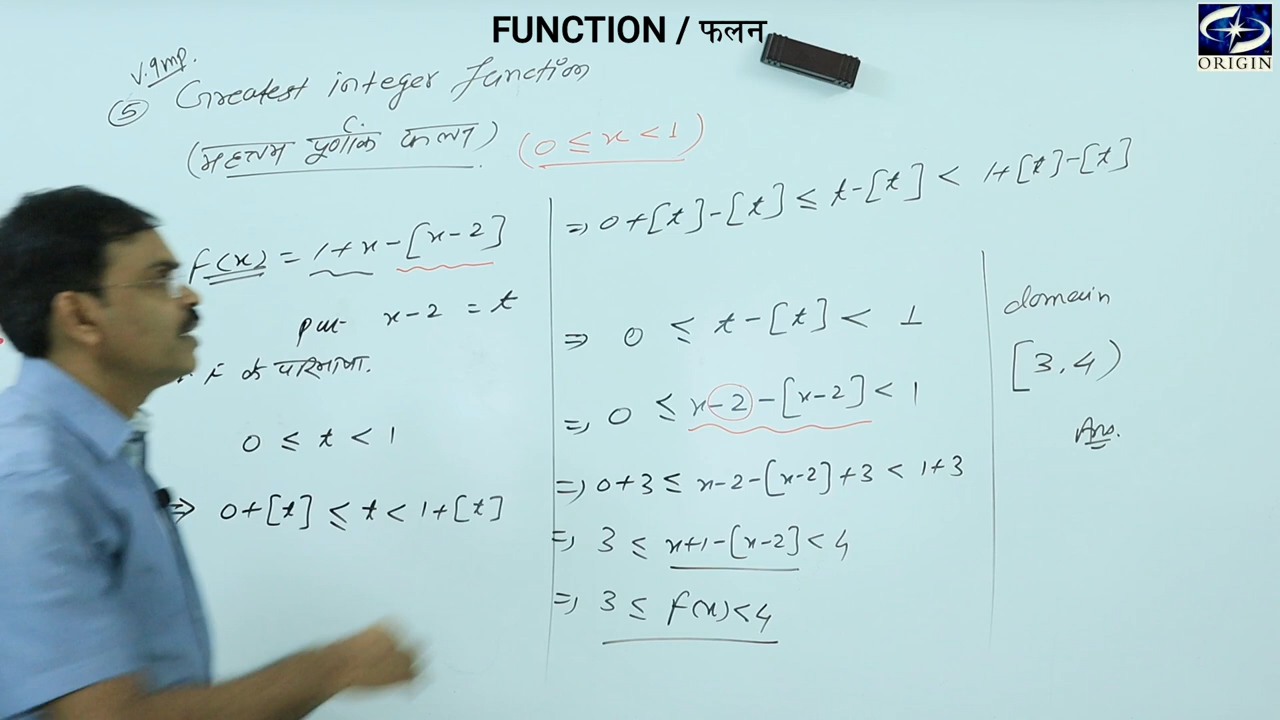 FUNCTION / फलन
ORIGIN
V. Imp.
⑤ Greatest integer function
(महत्तम पूर्णांक फलन) (0 ≤ x < 1)
f(x) = 1+x-[x-2]
put x-2 = t
के परिभाषा.
0 ≤ t < 1
⇒ 0+[t] ≤ t < 1+[t]
⇒ 0+[t]-[t] ≤ t-[t] < 1+[t]-[t]
⇒ 0 ≤ t-[t] < 1
⇒ 0 ≤ x-2-[x-2] < 1
⇒ 0+3 ≤ x-2-[x-2]+3 < 1+3
⇒ 3 ≤ x+1-[x-2] < 4
⇒ 3 ≤ f(x) < 4
domain
[3,4)
Ans.